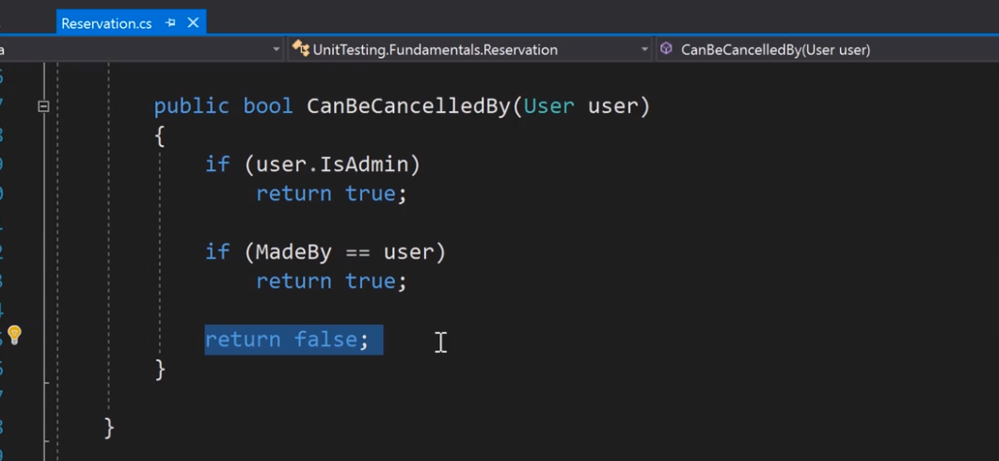 Reservation.cs
UnitTesting.Fundamentals.Reservation CanBeCancelledBy(User user)
public bool CanBeCancelledBy(User user)
{
if (user.IsAdmin)
return true;
if (MadeBy == user)
return true;
return false;
}
}